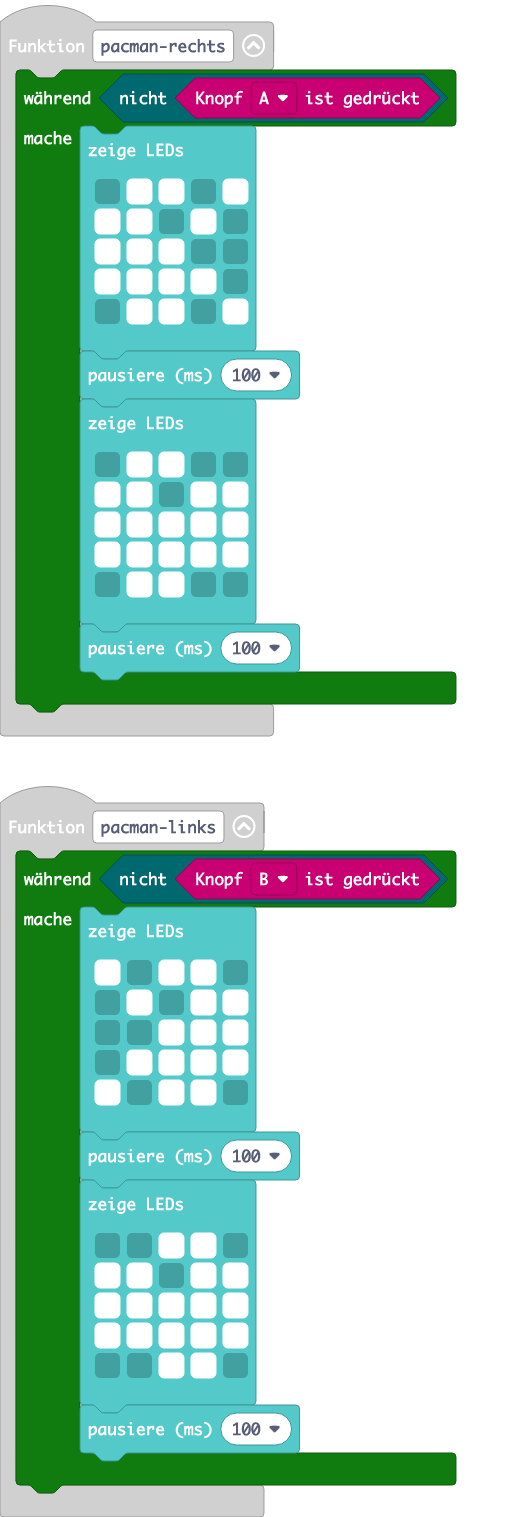 Funktion pacman-rechts
während nicht Knopf A ist gedrückt
mache
zeige LEDs
pausiere (ms) 100
zeige LEDs
pausiere (ms) 100
Funktion pacman-links
während nicht Knopf B ist gedrückt
mache
zeige LEDs
pausiere (ms) 100
zeige LEDs
pausiere (ms) 100